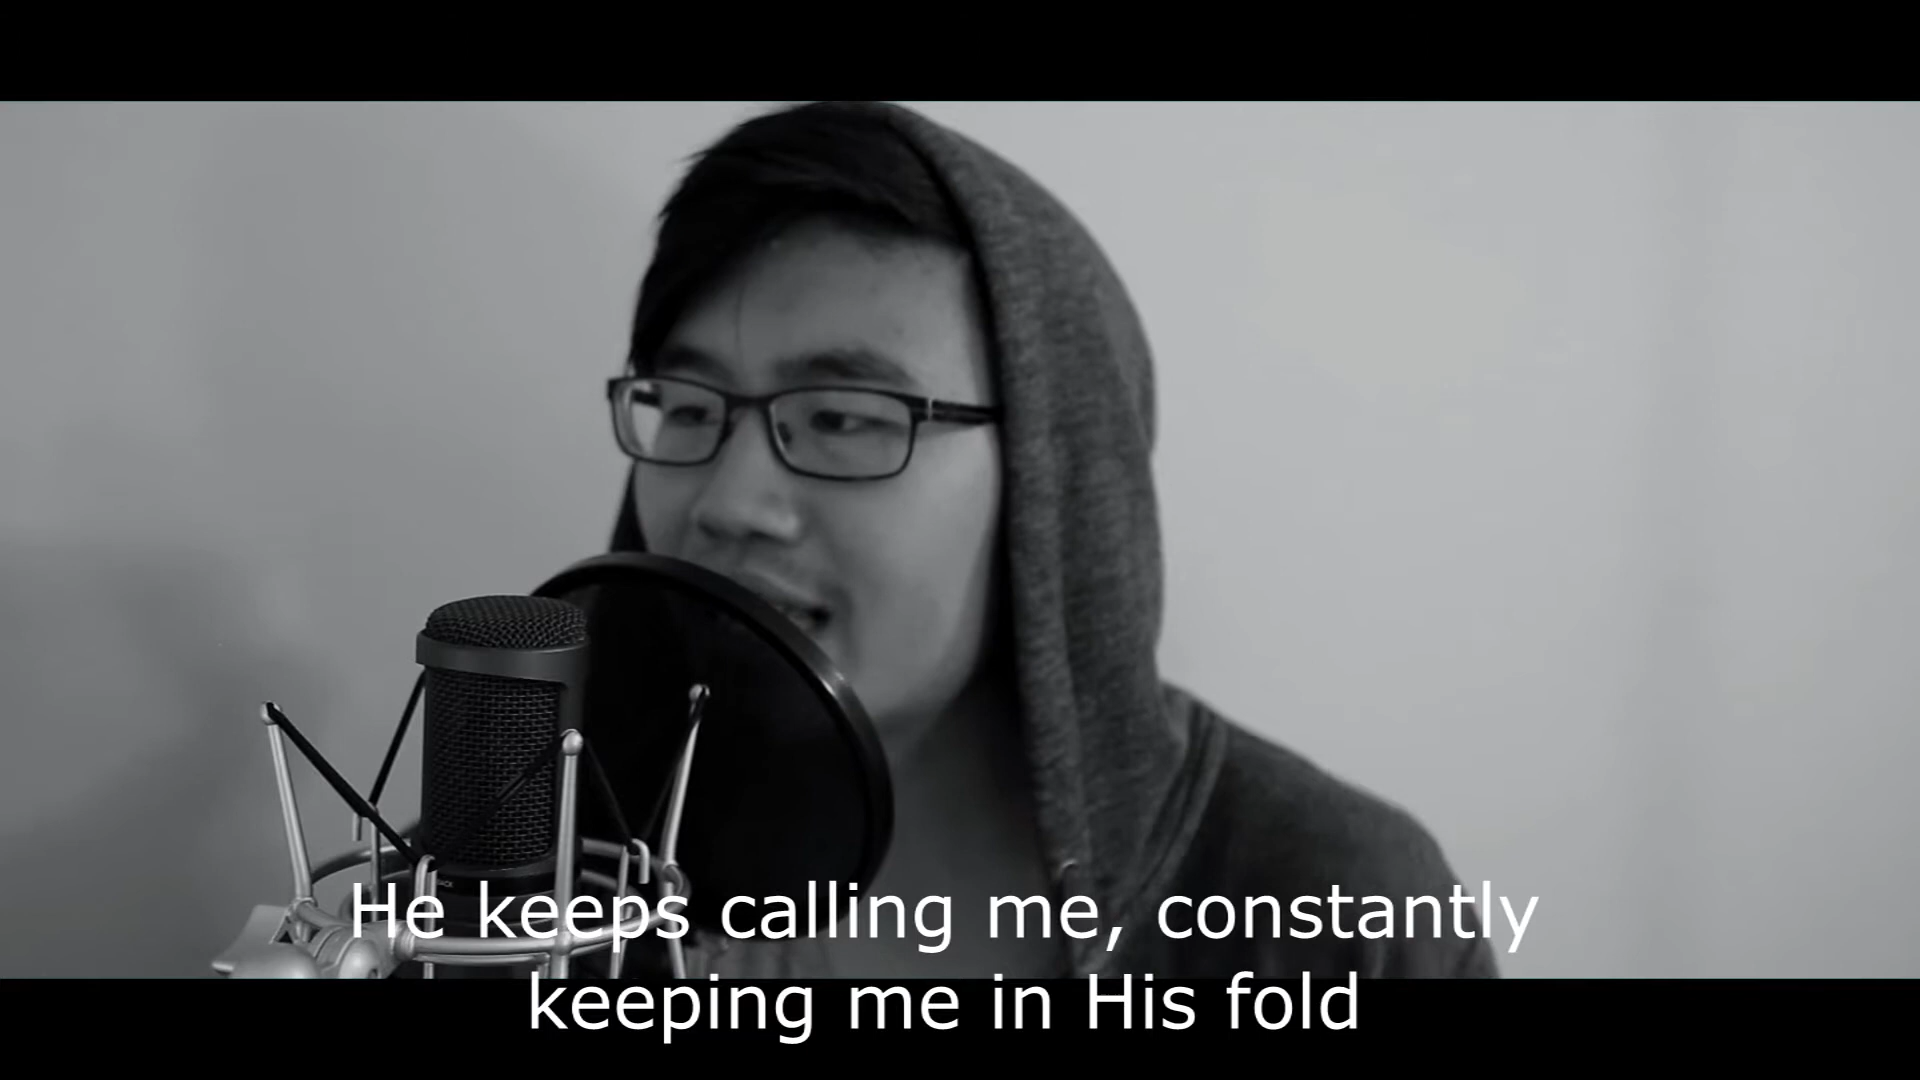 He keeps calling me, constantly
keeping me in His fold